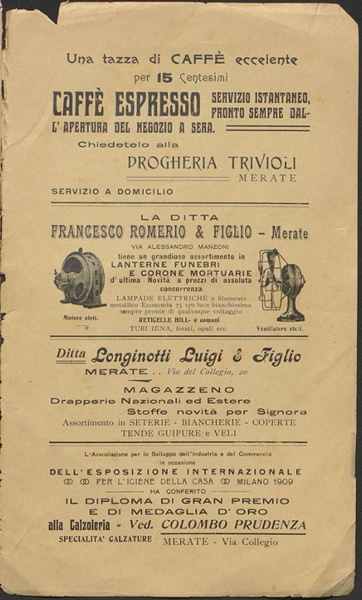 Una tazza di CAFFÈ eccelente
per 15 Centesimi
CAFFÈ ESPRESSO SERVIZIO ISTANTANEO,
PRONTO SEMPRE DAL-
L'APERTURA DEL NEGOZIO A SERA.
Chiedetelo alla
DROGHERIA TRIVIOLI
MERATE
SERVIZIO A DOMICILIO
LA DITTA
FRANCESCO ROMERIO & FIGLIO - Merate
VIA ALESSANDRO MANZONI
tiene un grandioso assortimento in
LANTERNE FUNEBRI
E CORONE MORTUARIE
d'ultima Novità a prezzi di assoluta
concorrenza
LAMPADE ELETTRICHE a filamento
metallico Economia 75 0|0 luce bianchissima
sempre pronte di qualunque voltaggio
RETICELLE HILL- e comuni
TUBI IENA, forati, opali ecc.
Motore elett.
Ventilatore elett.
Ditta Longinotti Luigi & Figlio
MERATE . . Via del Collegio, 20
MAGAZZENO
Drapperie Nazionali ed Estere
Stoffe novità per Signora
Assortimento in SETERIE - BIANCHERIE - COPERTE
TENDE GUIPURE e VELI
L'Associazione per lo Sviluppo dell'Industria e del Commercio
in occasione
DELL'ESPOSIZIONE INTERNAZIONALE
PER L'IGIENE DELLA CASA MILANO 1909
HA CONFERITO
IL DIPLOMA DI GRAN PREMIO
E DI MEDAGLIA D'ORO
alla Calzoleria - Ved. COLOMBO PRUDENZA
SPECIALITA' CALZATURE MERATE - Via Collegio